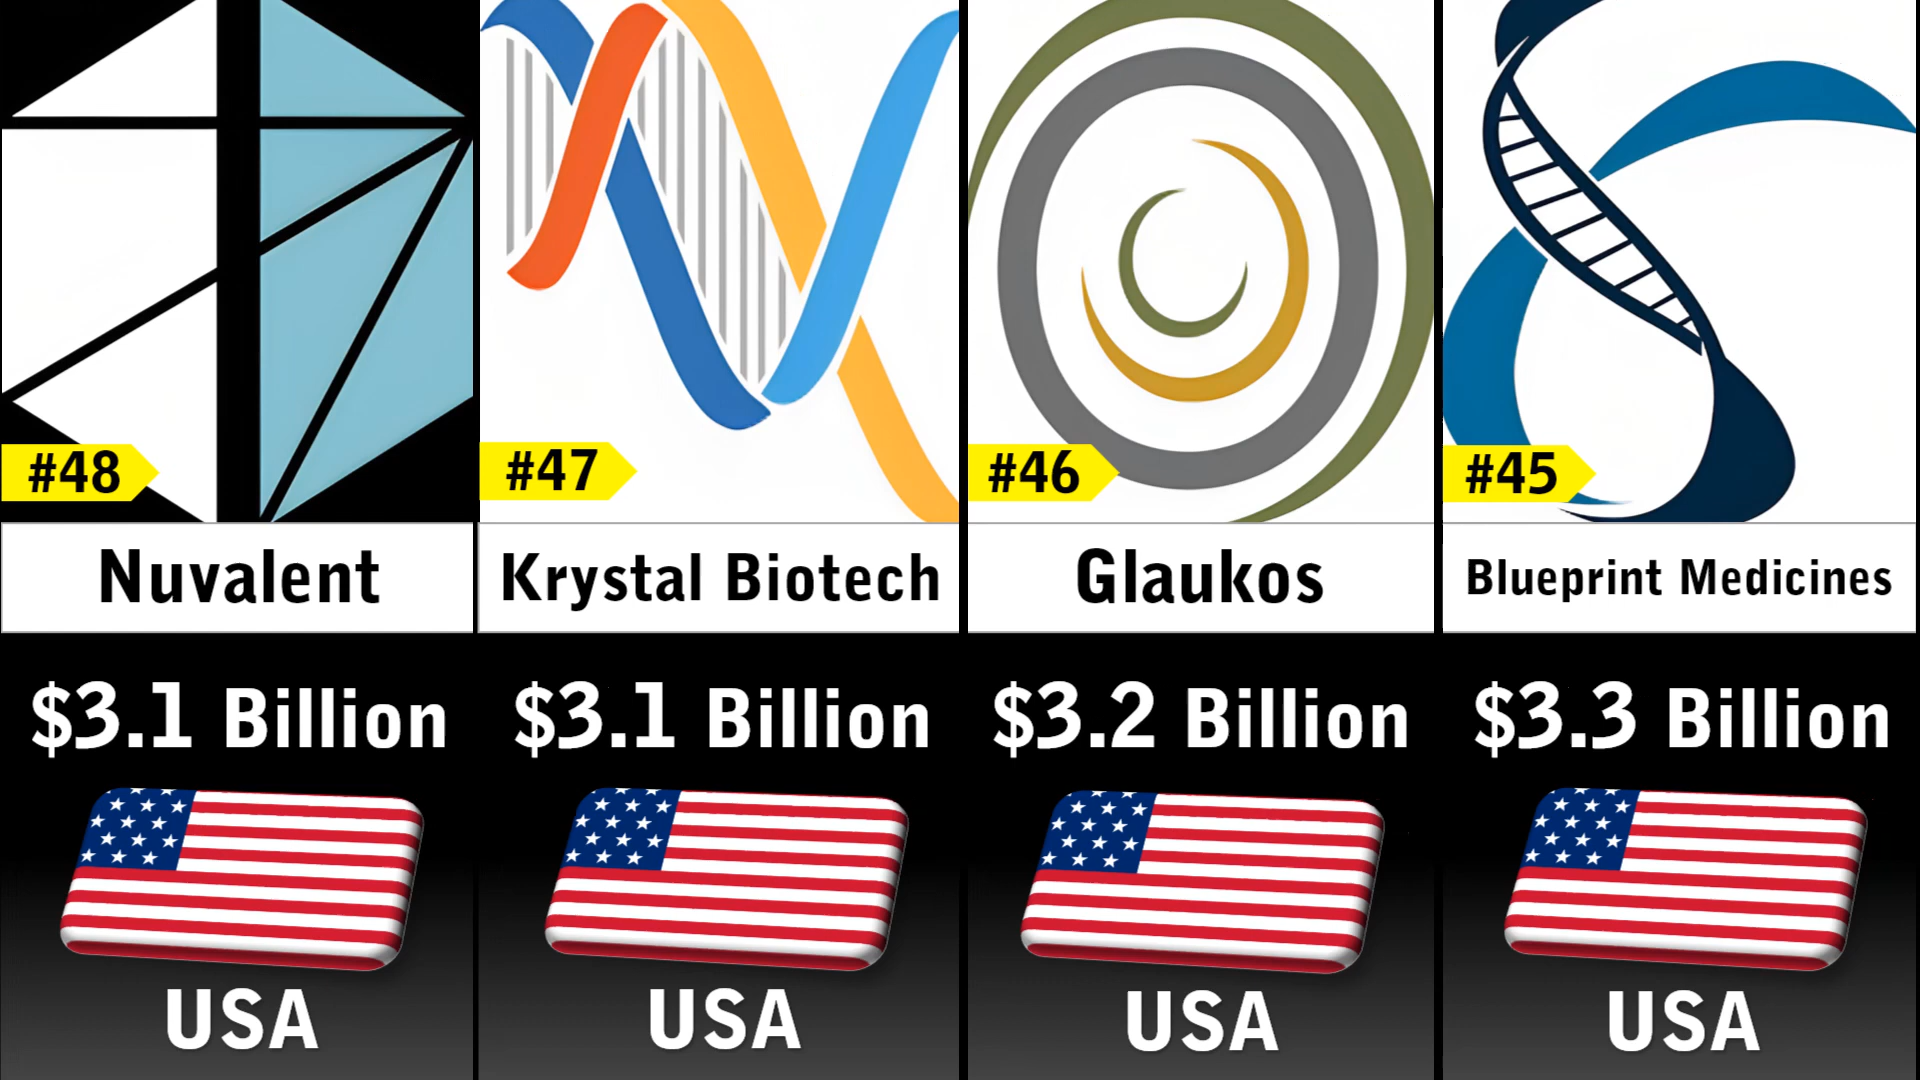 #48
Nuvalent
$3.1 Billion
USA
#47
Krystal Biotech
$3.1 Billion
USA
#46
Glaukos
$3.2 Billion
USA
#45
Blueprint Medicines
$3.3 Billion
USA